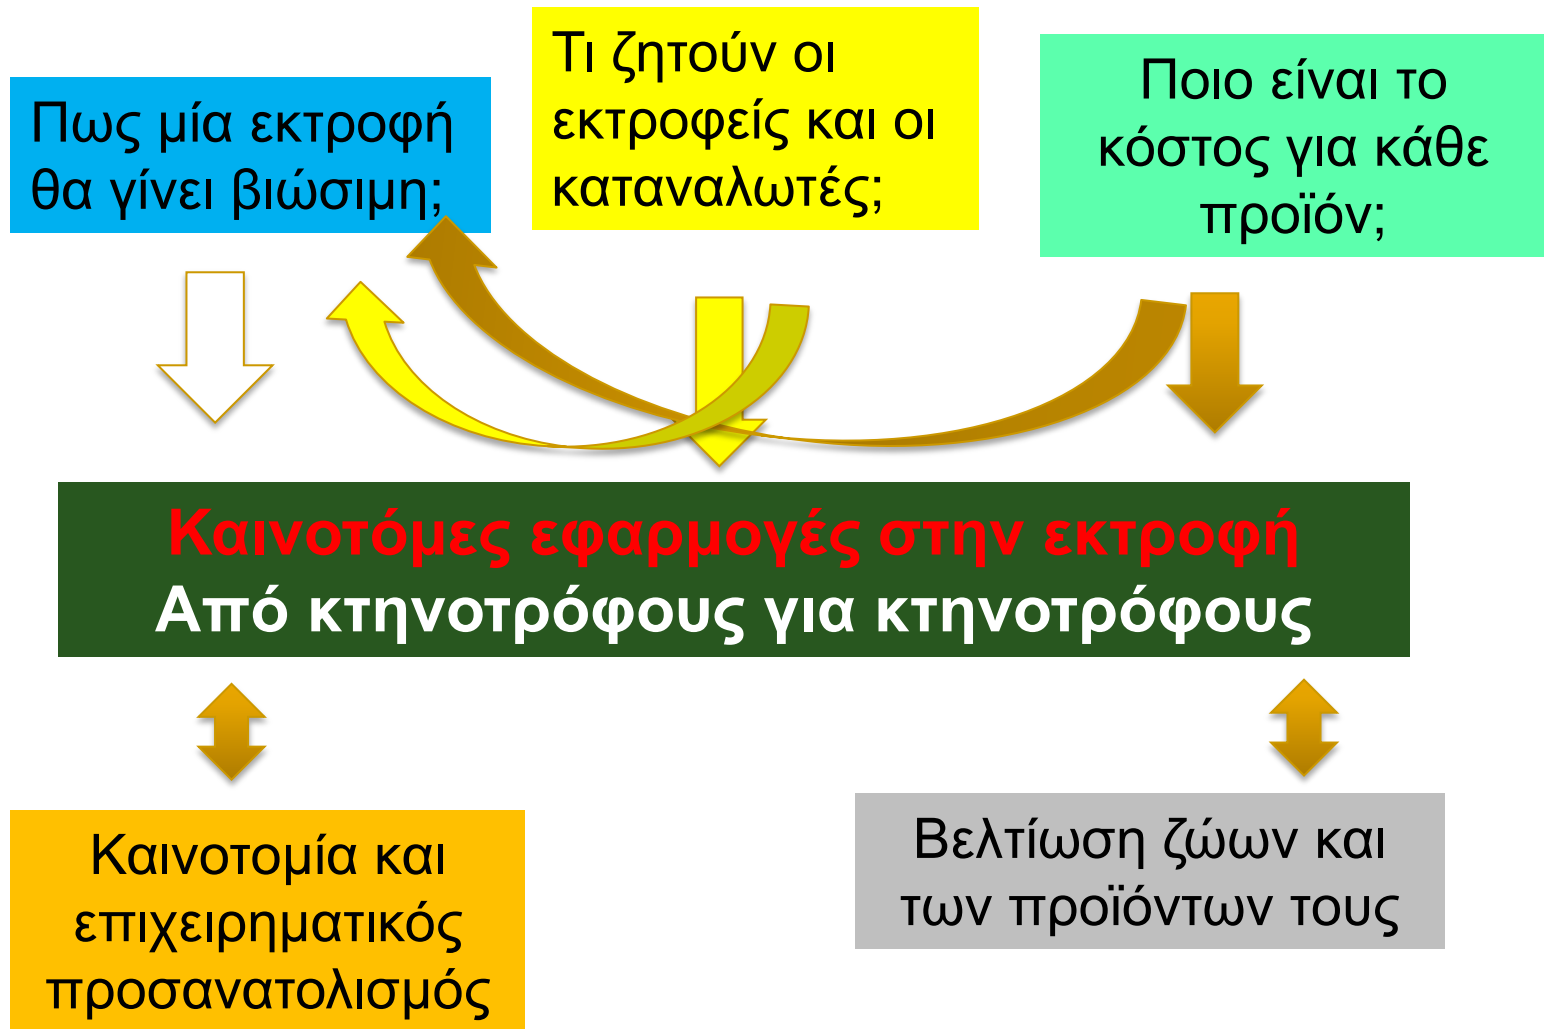 Πως μία εκτροφή
θα γίνει βιώσιμη;
Τι ζητούν οι
εκτροφείς και οι
καταναλωτές;
Ποιο είναι το
κόστος για κάθε
προϊόν;
Καινοτόμες εφαρμογές στην εκτροφή
Από κτηνοτρόφους για κτηνοτρόφους
Καινοτομία και
επιχειρηματικός
προσανατολισμός
Βελτίωση ζώων και
των προϊόντων τους